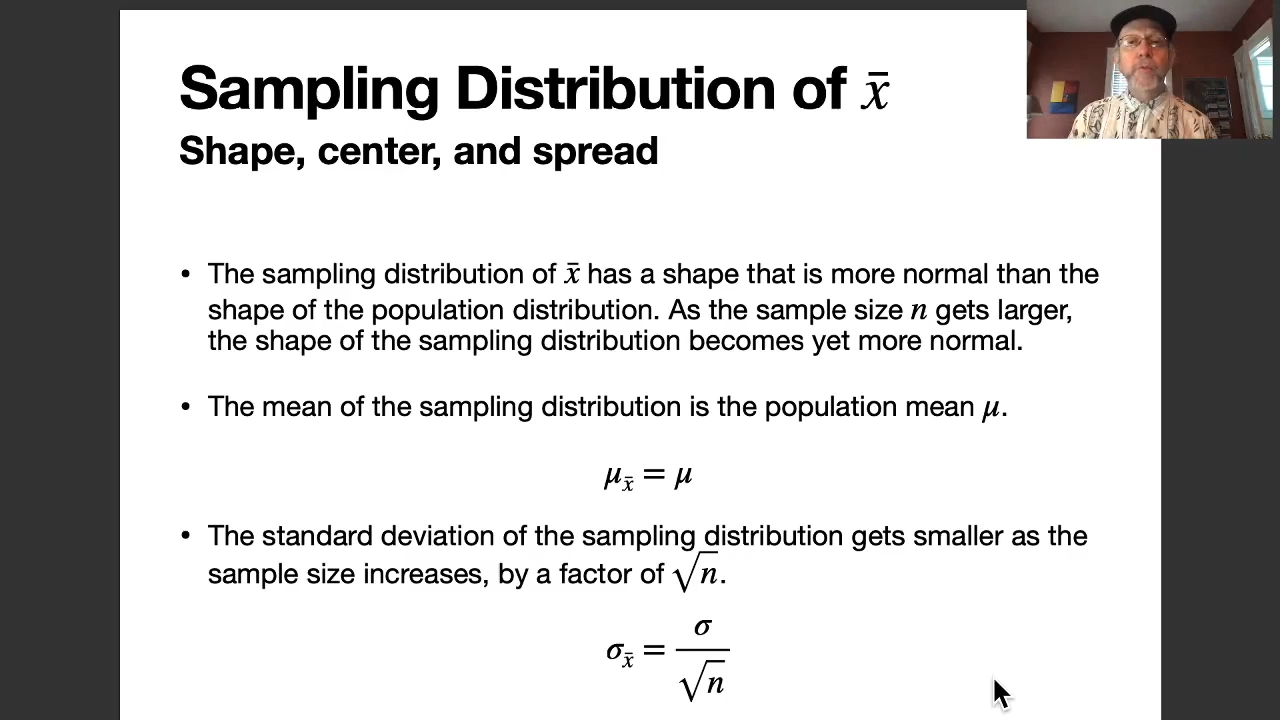 Sampling Distribution of x̄
Shape, center, and spread
• The sampling distribution of x̄ has a shape that is more normal than the
shape of the population distribution. As the sample size n gets larger,
the shape of the sampling distribution becomes yet more normal.
• The mean of the sampling distribution is the population mean μ.
μ_x̄ = μ
• The standard deviation of the sampling distribution gets smaller as the
sample size increases, by a factor of √n.
σ_x̄ = σ/√n